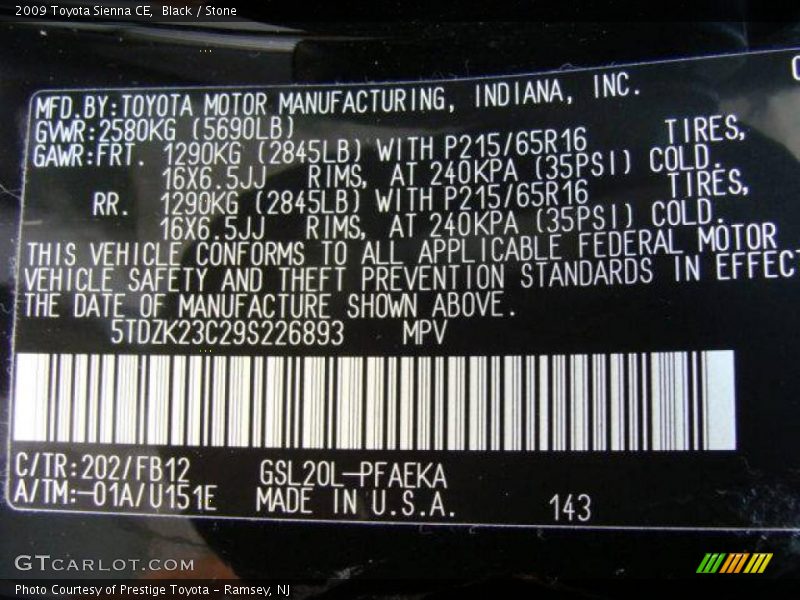 2009 Toyota Sienna CE,  Black / Stone
MFD.BY:TOYOTA MOTOR MANUFACTURING, INDIANA, INC.
GVWR:2580KG (5690LB)
GAWR:FRT. 1290KG (2845LB) WITH P215/65R16 TIRES,
16X6.5JJ RIMS, AT 240KPA (35PSI) COLD.
RR. 1290KG (2845LB) WITH P215/65R16 TIRES,
16X6.5JJ RIMS, AT 240KPA (35PSI) COLD.
THIS VEHICLE CONFORMS TO ALL APPLICABLE FEDERAL MOTOR
VEHICLE SAFETY AND THEFT PREVENTION STANDARDS IN EFFECT
THE DATE OF MANUFACTURE SHOWN ABOVE.
5TDZK23C29S226893 MPV
C/TR:202/FB12 GSL20L-PFAEKA
A/TM:-01A/U151E MADE IN U.S.A. 143
GTCARLOT.COM
Photo Courtesy of Prestige Toyota - Ramsey, NJ